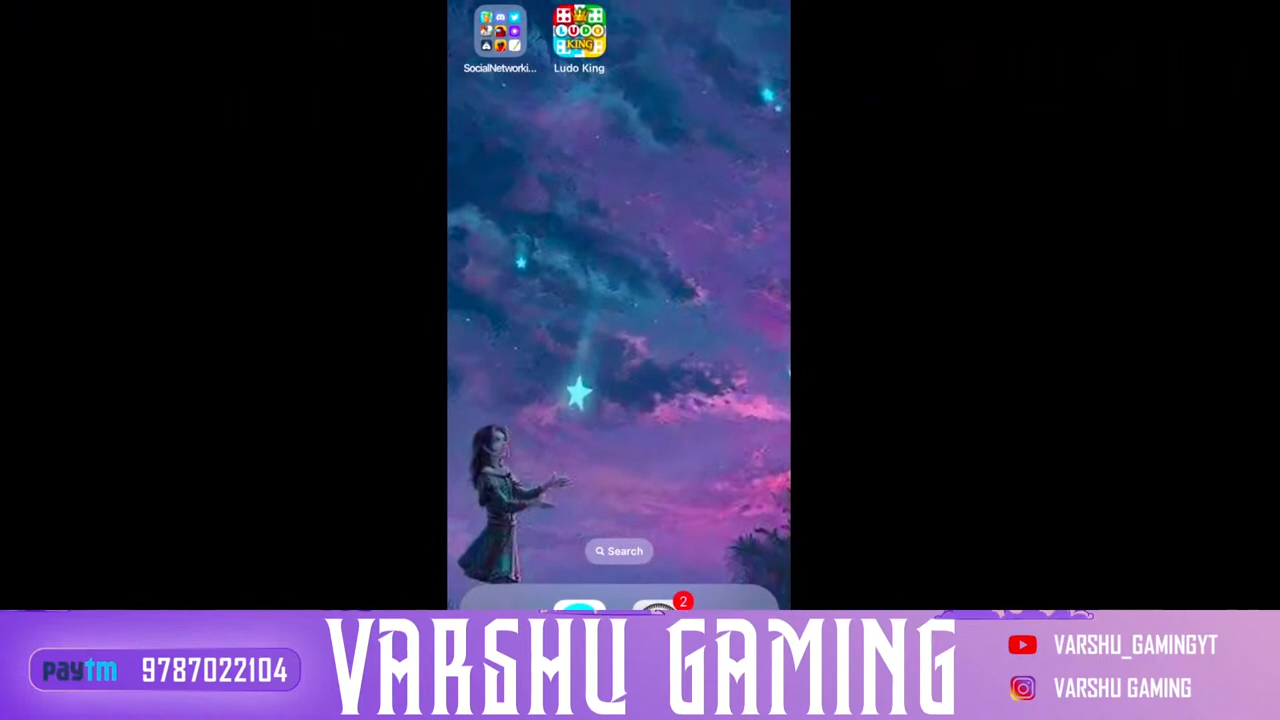 LUDO
KING
SocialNetworki...
Ludo King
Search
2
paytm 9787022104
VARSHU GAMING
VARSHU_GAMINGYT
VARSHU GAMING